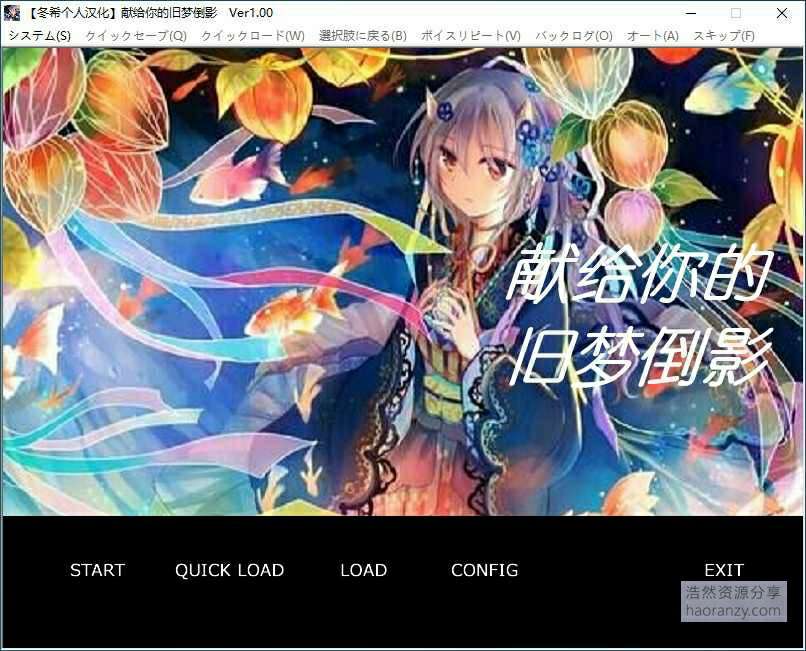 【冬希个人汉化】献给你的旧梦倒影 Ver1.00
システム(S) クイックセーブ(Q) クイックロード(W) 選択肢に戻る(B) ボイスリピート(V) バックログ(O) オート(A) スキップ(F)
献给你的
旧梦倒影
START QUICK LOAD LOAD CONFIG EXIT
浩然资源分享
haoranzy.com